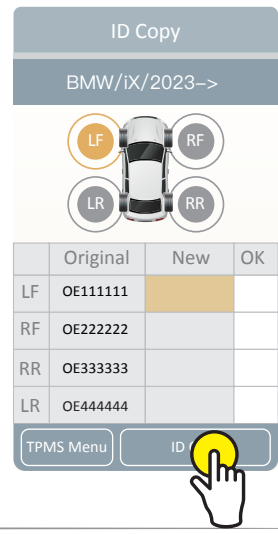 ID Copy
BMW/iX/2023->
LF RF
LR RR
Original New OK
LF OE111111
RF OE222222
RR OE333333
LR OE444444
TPMS Menu ID